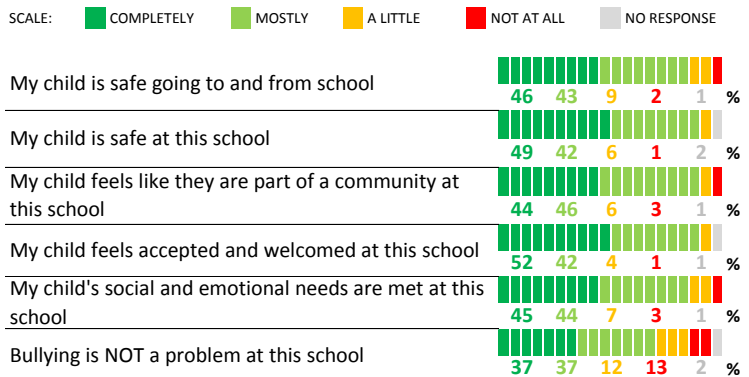 SCALE: COMPLETELY MOSTLY A LITTLE NOT AT ALL NO RESPONSE
My child is safe going to and from school
46 43 9 2 1 %
My child is safe at this school
49 42 6 1 2 %
My child feels like they are part of a community at
this school
44 46 6 3 1 %
My child feels accepted and welcomed at this school
52 42 4 1 1 %
My child's social and emotional needs are met at this
school
45 44 7 3 1 %
Bullying is NOT a problem at this school
37 37 12 13 2 %